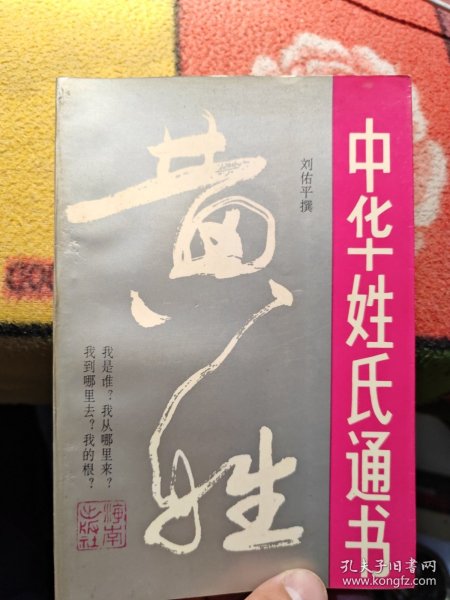 中华姓氏通书
刘佑平撰
黄姓
我是谁？我从哪里来？
我到哪里去？我的根？
海南
出版社
孔夫子旧书网
www.kongfz.com